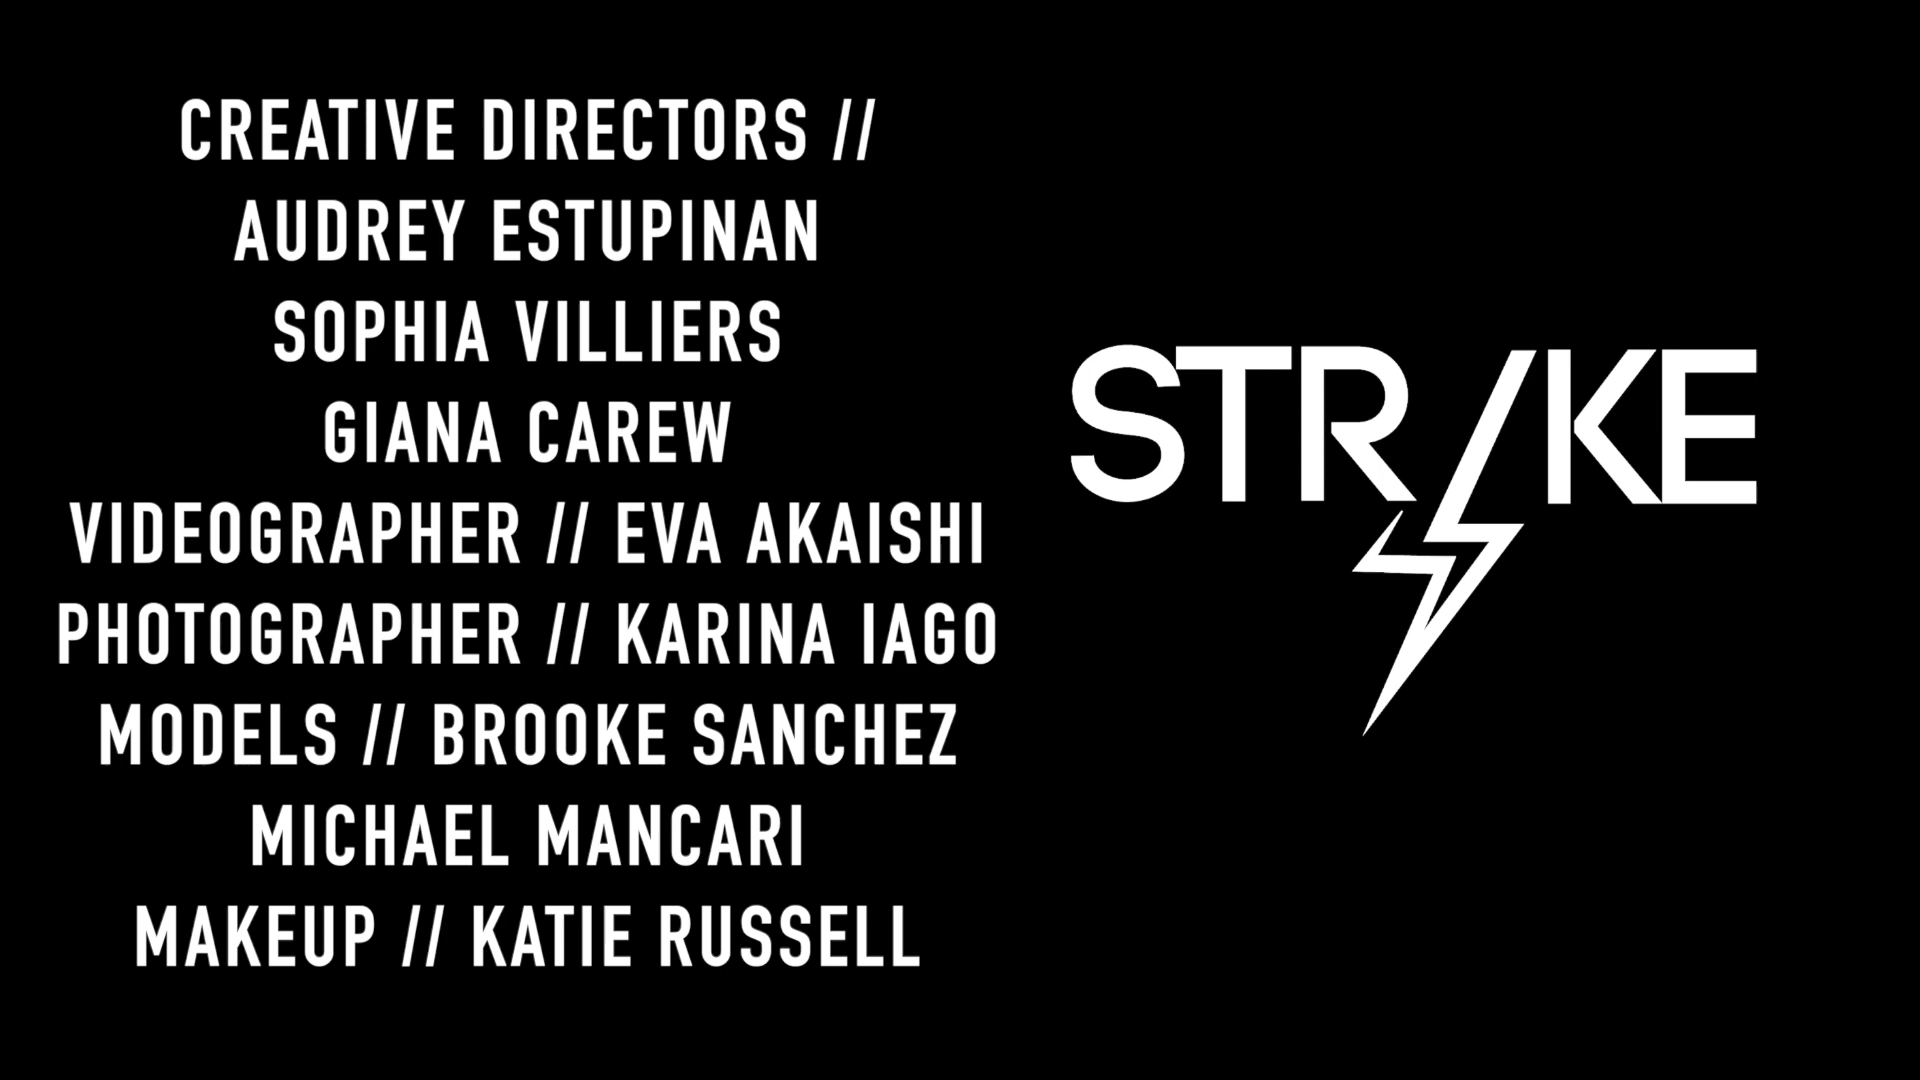 CREATIVE DIRECTORS //
AUDREY ESTUPINAN
SOPHIA VILLIERS
GIANA CAREW
VIDEOGRAPHER // EVA AKAISHI
PHOTOGRAPHER // KARINA IAGO
MODELS // BROOKE SANCHEZ
MICHAEL MANCARI
MAKEUP // KATIE RUSSELL
STRIKE